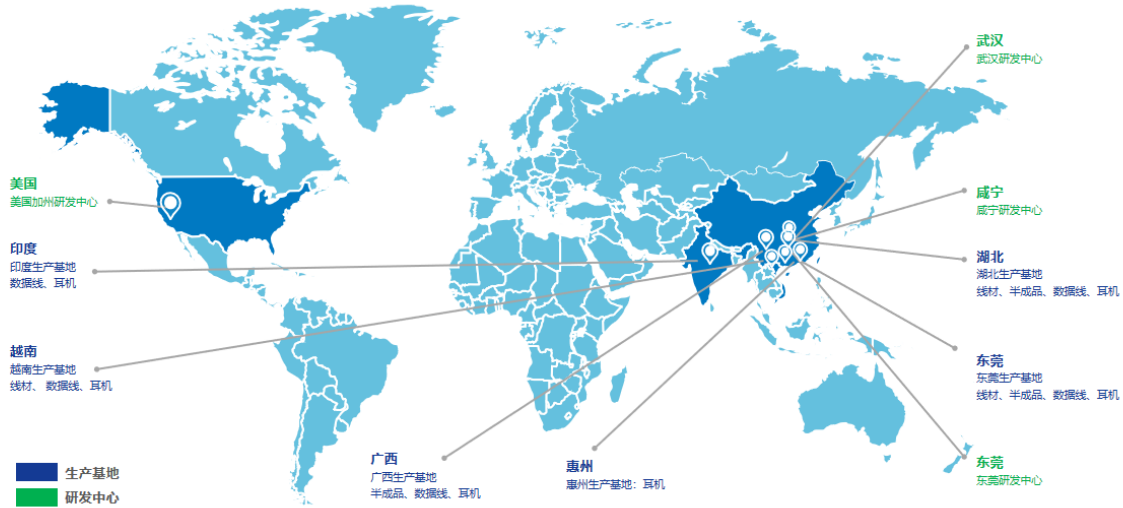 美国
美国加州研发中心
印度
印度生产基地
数据线、耳机
越南
越南生产基地
线材、 数据线、耳机
生产基地
研发中心
广西
广西生产基地
半成品、数据线、耳机
惠州
惠州生产基地：耳机
武汉
武汉研发中心
咸宁
咸宁研发中心
湖北
湖北生产基地
线材、半成品、数据线、耳机
东莞
东莞生产基地
线材、半成品、数据线、耳机
东莞
东莞研发中心